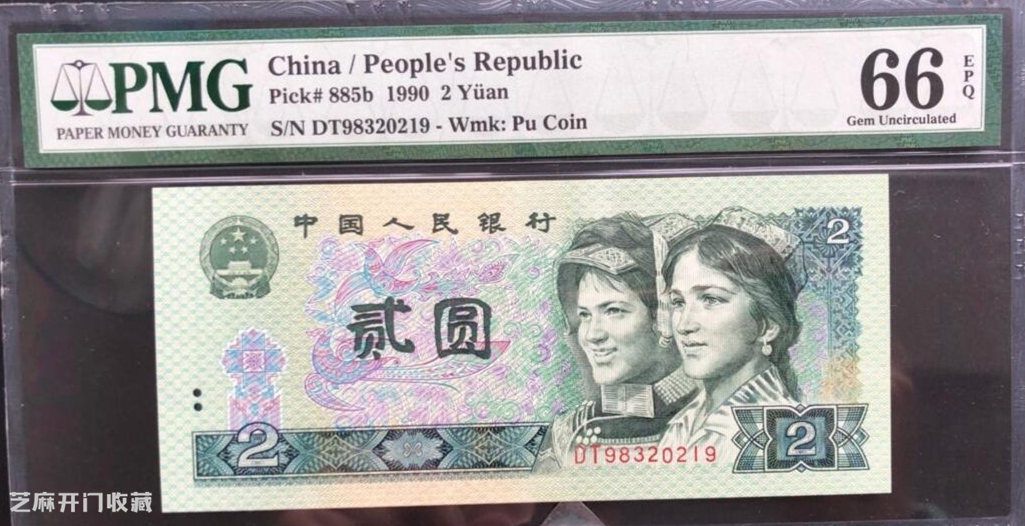 PMG
PAPER MONEY GUARANTY
China / People's Republic
Pick# 885b 1990 2 Yüan
S/N DT98320219 - Wmk: Pu Coin
66
EPQ
Gem Uncirculated
中国人民银行
2
贰圆
2
DT98320219
2
芝麻开门收藏